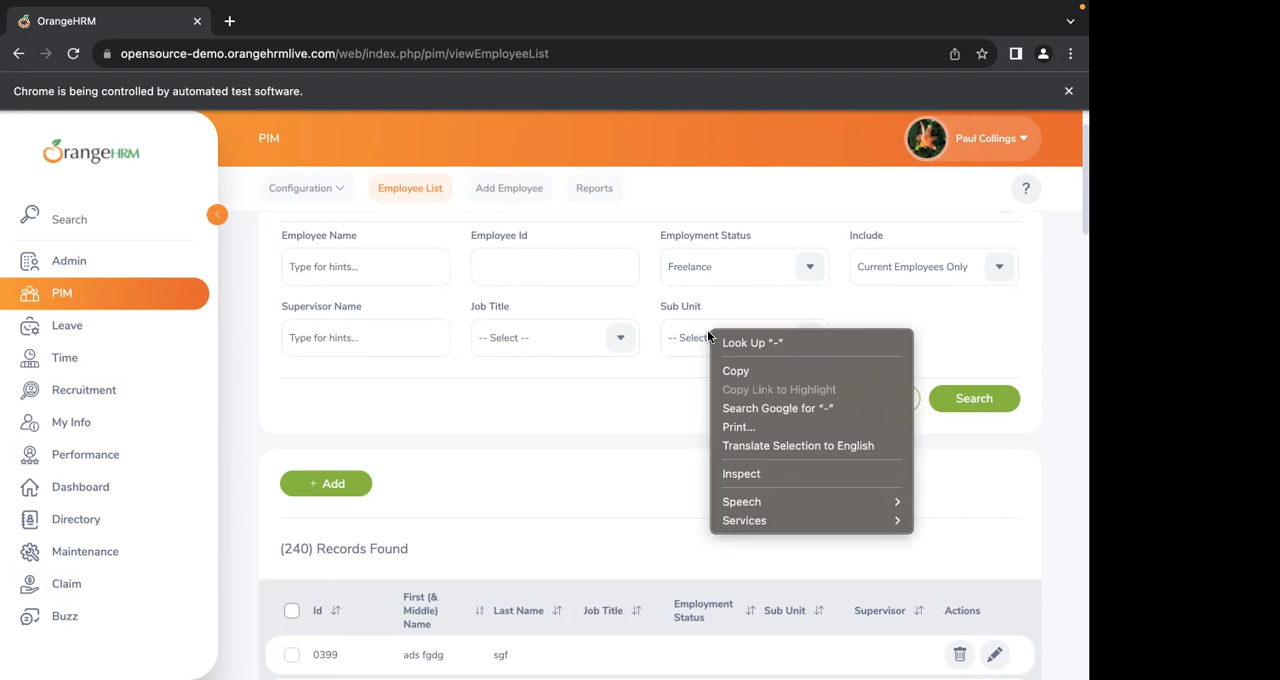 OrangeHRM
opensource-demo.orangehrmlive.com/web/index.php/pim/viewEmployeeList
Chrome is being controlled by automated test software.
OrangeHRM
PIM
Paul Collings
Configuration
Employee List
Add Employee
Reports
?
Search
Admin
PIM
Leave
Time
Recruitment
My Info
Performance
Dashboard
Directory
Maintenance
Claim
Buzz
Employee Name
Employee Id
Employment Status
Include
Type for hints...
Freelance
Current Employees Only
Supervisor Name
Job Title
Sub Unit
Type for hints...
-- Select --
-- Select
Look Up "-"
Copy
Copy Link to Highlight
Search Google for "-"
Print...
Translate Selection to English
Inspect
Speech
Services
Search
+ Add
(240) Records Found
Id
First (&
Middle)
Name
Last Name
Job Title
Employment
Status
Sub Unit
Supervisor
Actions
0399
ads fgdg
sgf